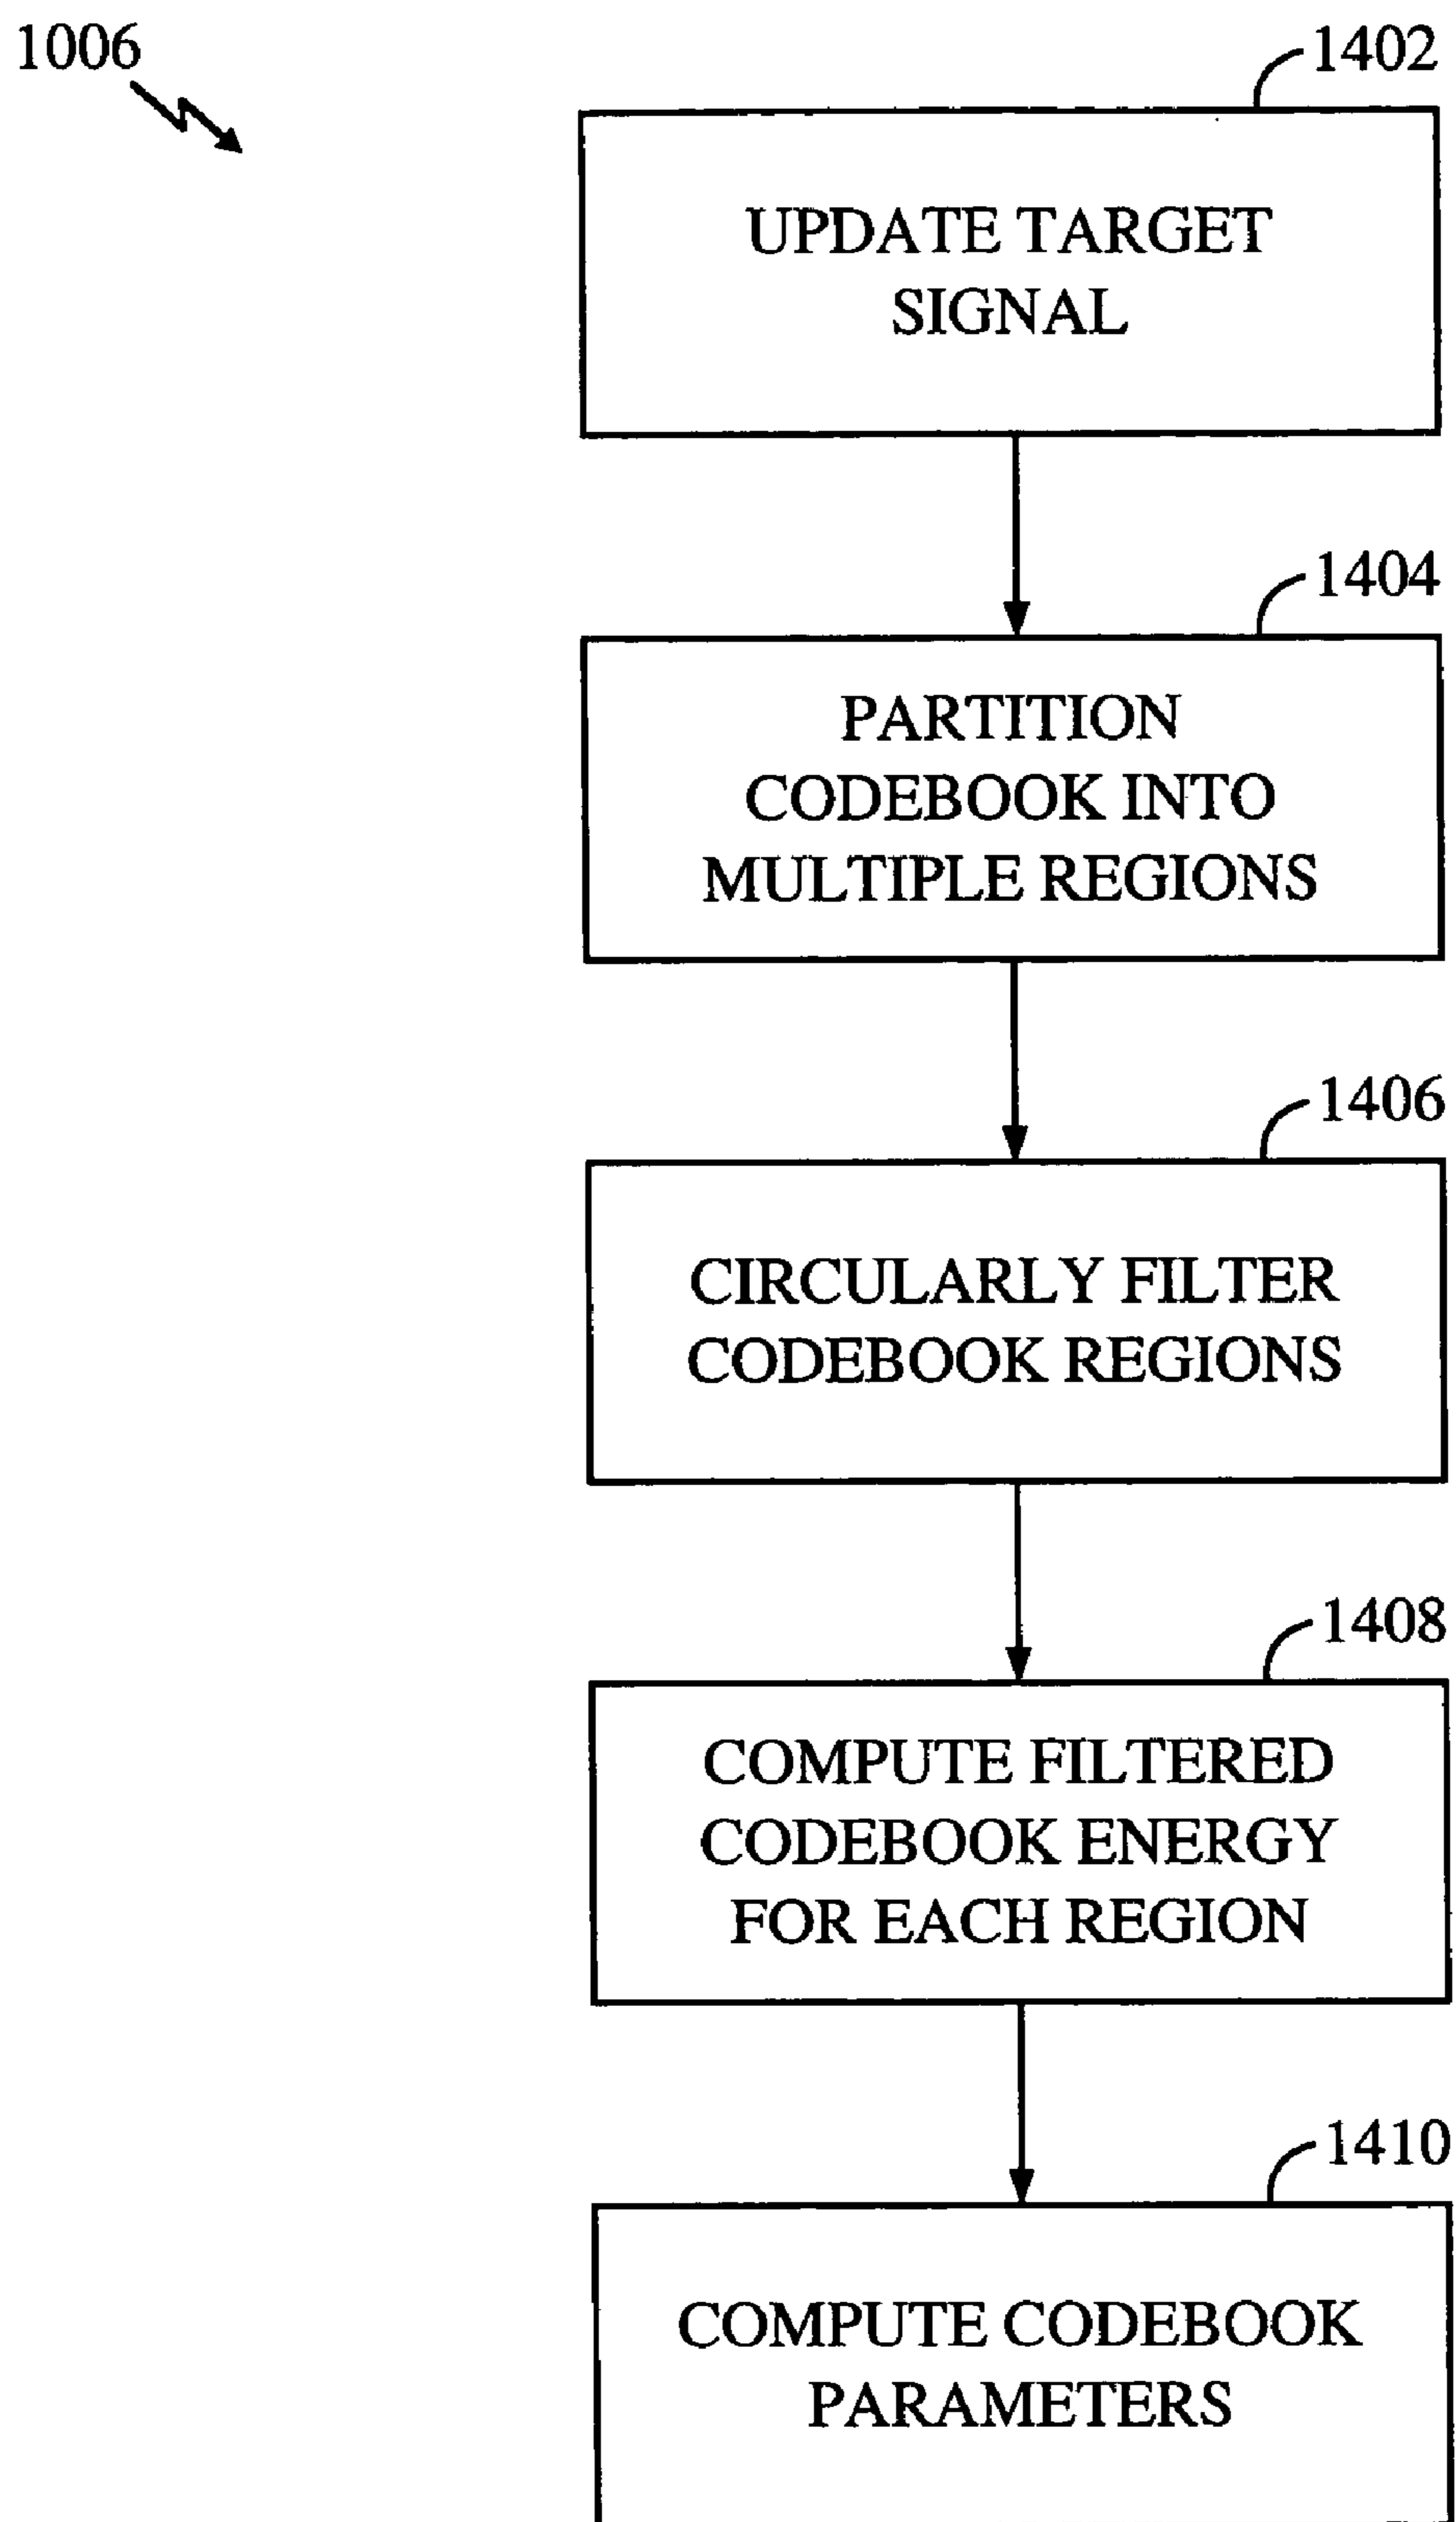 1006
1402
UPDATE TARGET
SIGNAL
1404
PARTITION
CODEBOOK INTO
MULTIPLE REGIONS
1406
CIRCULARLY FILTER
CODEBOOK REGIONS
1408
COMPUTE FILTERED
CODEBOOK ENERGY
FOR EACH REGION
1410
COMPUTE CODEBOOK
PARAMETERS